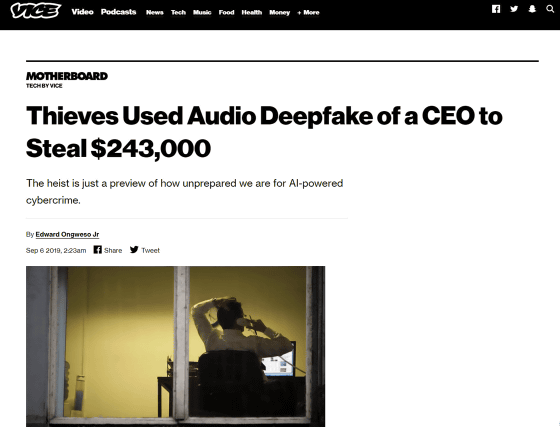 VICE Video Podcasts News Tech Music Food Health Money + More
MOTHERBOARD
TECH BY VICE
Thieves Used Audio Deepfake of a CEO to
Steal $243,000
The heist is just a preview of how unprepared we are for AI-powered
cybercrime.
By Edward Ongweso Jr
Sep 6 2019, 2:23am Share Tweet